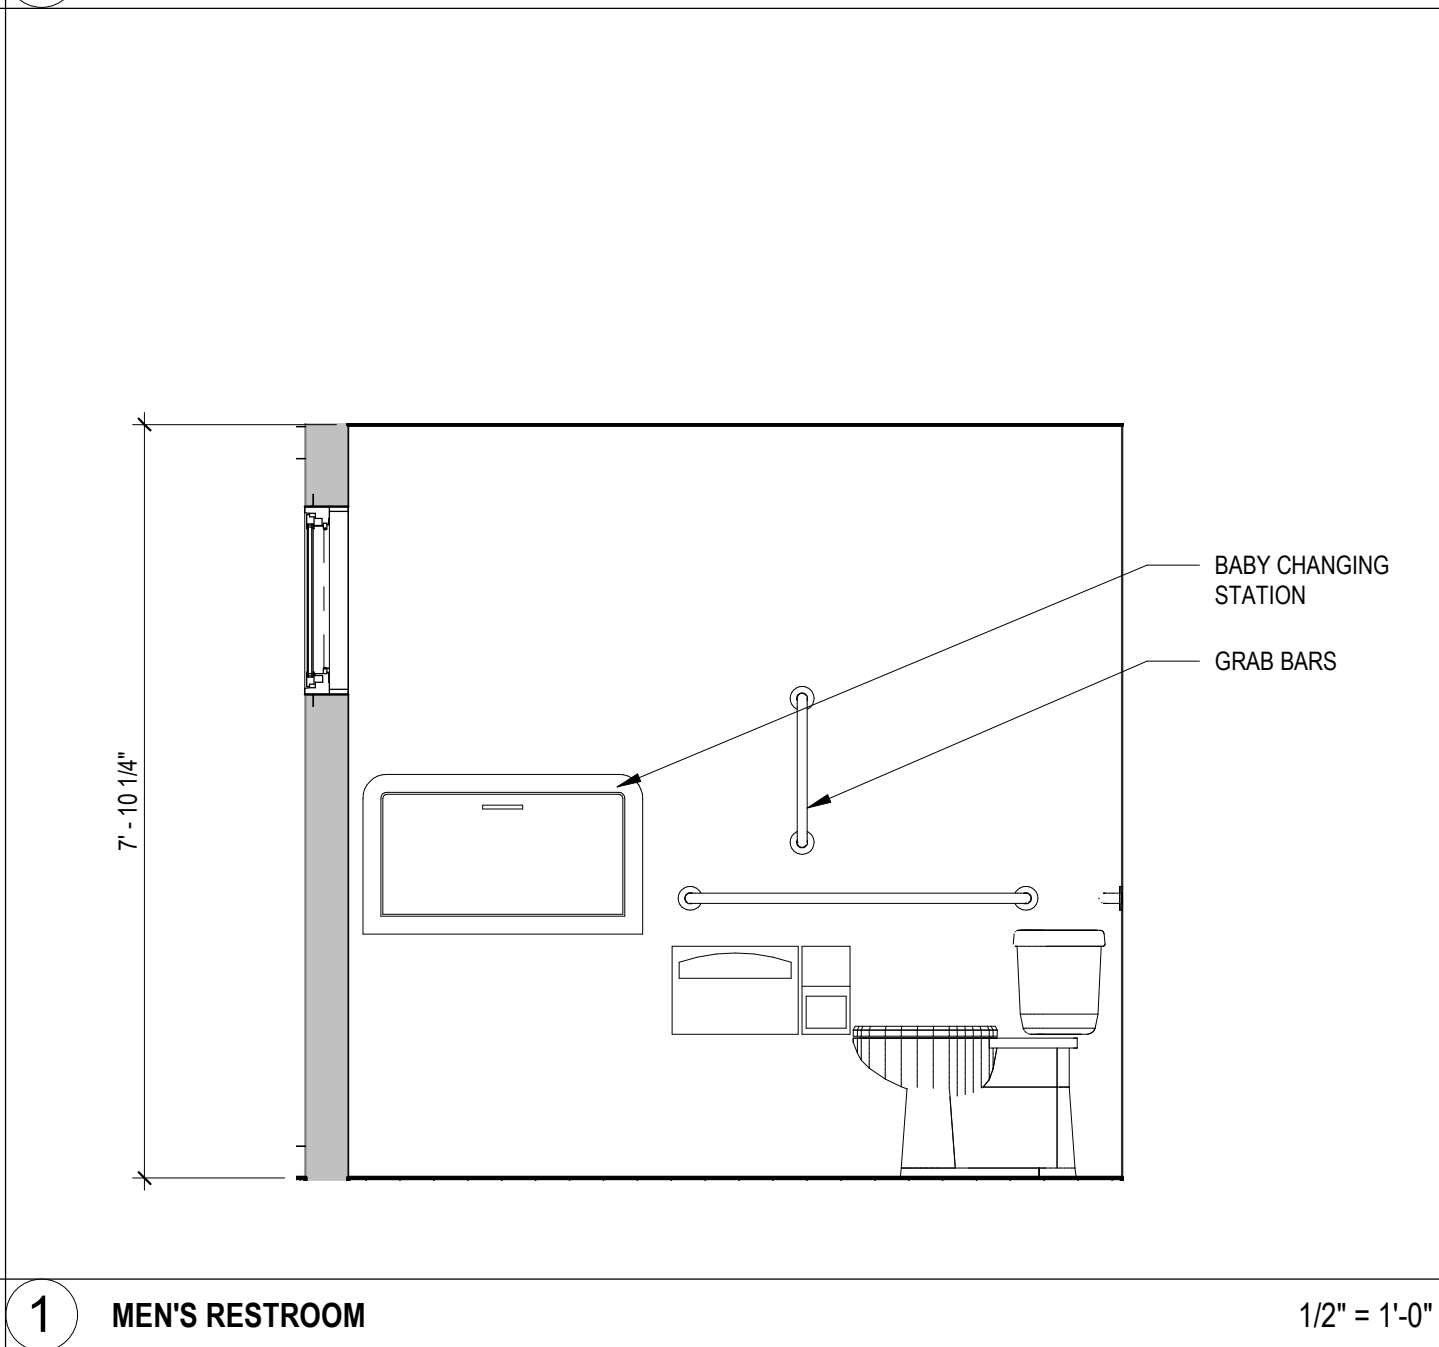 BABY CHANGING
STATION
GRAB BARS
7' - 10 1/4"
1
MEN'S RESTROOM
1/2" = 1'-0"